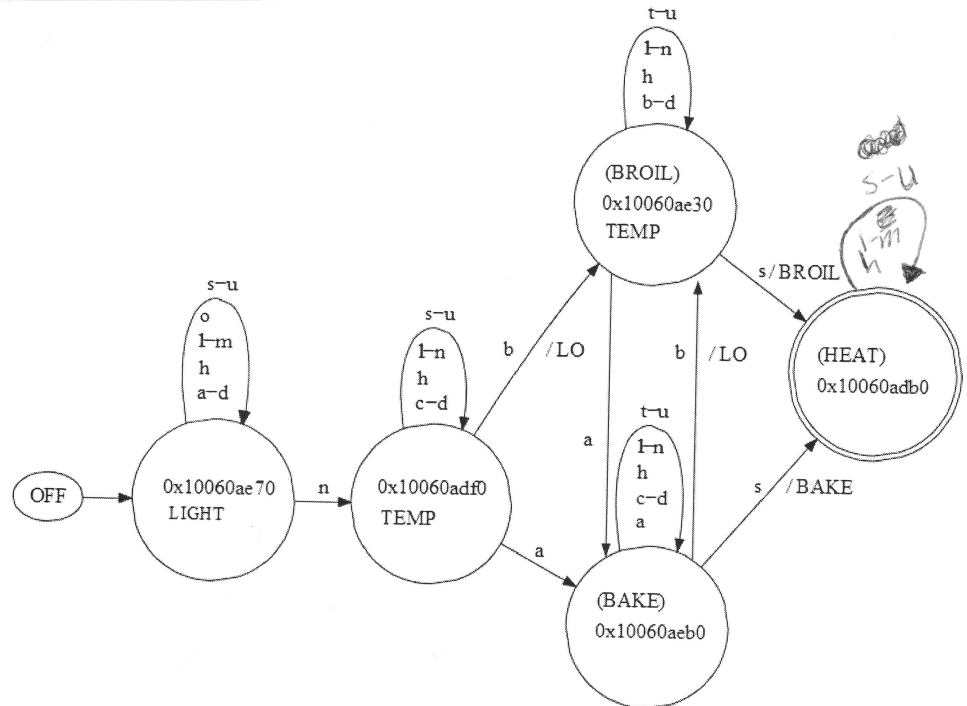 OFF
s-u
o
l-m
h
a-d
0x10060ae70
LIGHT
n
s-u
l-n
h
c-d
0x10060adf0
TEMP
b /LO
a
t-u
l-n
h
b-d
(BROIL)
0x10060ae30
TEMP
a
b /LO
t-u
l-n
h
c-d
a
(BAKE)
0x10060aeb0
s/BROIL
s /BAKE
s-u
l-m
h
(HEAT)
0x10060adb0